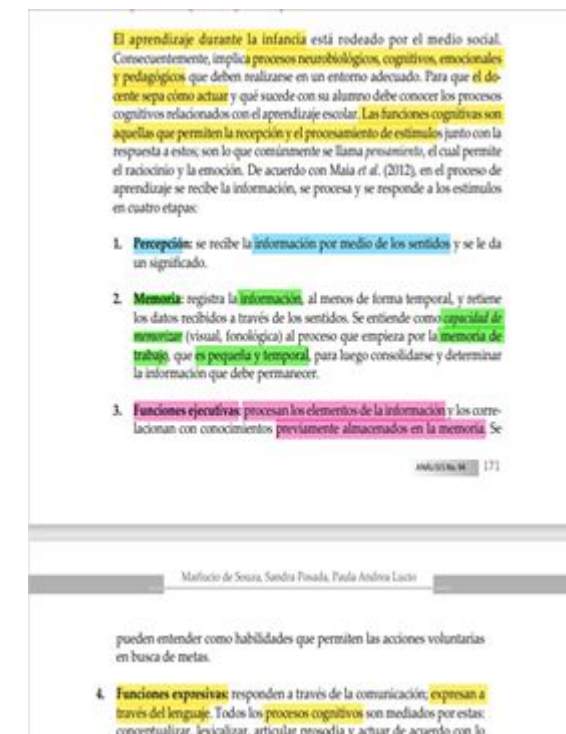 El aprendizaje durante la infancia está rodeado por el medio social.
Consecuentemente, implica procesos neurobiológicos, cognitivos, emocionales
y pedagógicos que deben realizarse en un entorno adecuado. Para que el do-
cente sepa cómo actuar y qué sucede con su alumno debe conocer los procesos
cognitivos relacionados con el aprendizaje escolar. Las funciones cognitivas son
aquellas que permiten la recepción y el procesamiento de estímulos junto con la
respuesta a estos; son lo que comúnmente se llama pensamiento, el cual permite
el raciocinio y la emoción. De acuerdo con Maia et al. (2012), en el proceso de
aprendizaje se recibe la información, se procesa y se responde a los estímulos
en cuatro etapas:
1. Percepción: se recibe la información por medio de los sentidos y se le da
un significado.
2. Memoria: registra la información, al menos de forma temporal, y retiene
los datos recibidos a través de los sentidos. Se entiende como capacidad de
memorizar (visual, fonológica) al proceso que empieza por la memoria de
trabajo, que es pequeña y temporal, para luego consolidarse y determinar
la información que debe permanecer.
3. Funciones ejecutivas: procesan los elementos de la información y los corre-
lacionan con conocimientos previamente almacenados en la memoria. Se
ANÁLISIS No. 94 171
de Souza, Sandra Posada, Paula Andrea Lucio
pueden entender como habilidades que permiten las acciones voluntarias
en busca de metas.
4. Funciones expresivas: responden a través de la comunicación; expresan a
través del lenguaje. Todos los procesos cognitivos son mediados por estas:
conceptualizar, lexicalizar, articular prosodia y actuar de acuerdo con lo